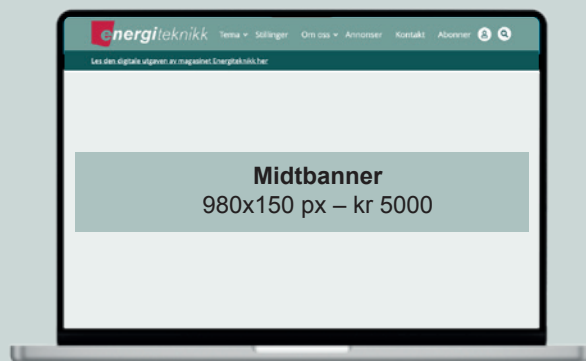 energiteknikk Tema Stillinger Om oss Annonser Kontakt Abonner
Les den digitale utgaven av magasinet Energiteknikk her
Midtbanner
980x150 px – kr 5000